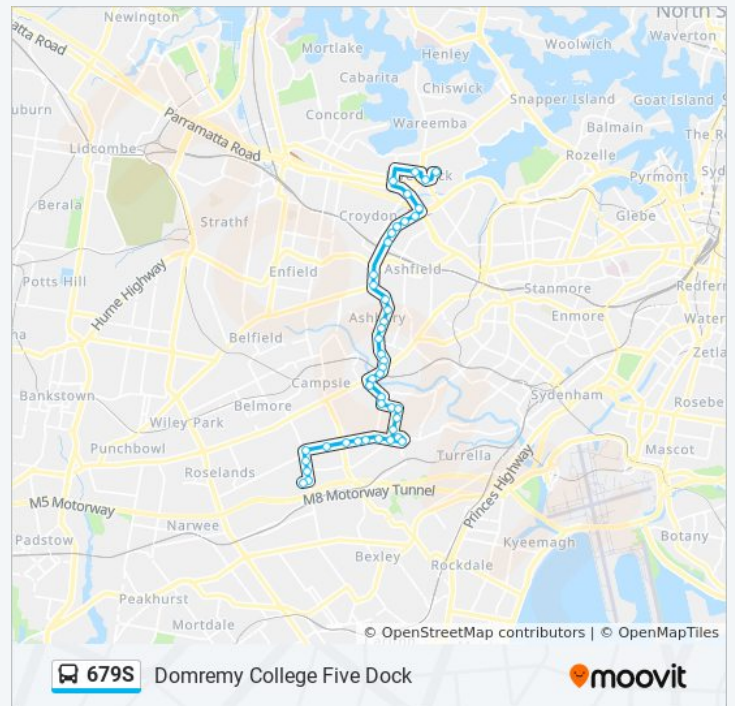 Newington
North S
Mortlake
Henley
Woolwich
Waverton
atta Road
Cabarita
Chiswick
Snapper Island
Goat Island
uburn
Concord
Parramatta Road
Wareemba
Balmain
The R
Lidcombe
Rozelle
ck
Pyrmont
Syd
Berala
Strathf
Croydon
Glebe
Potts Hill
Enfield
Ashfield
Stanmore
Redfern
Hume Highway
Ashbury
Enmore
Water
na
Belfield
Zetla
Campsie
Bankstown
Belmore
Sydenham
Rosebe
Wiley Park
Punchbowl
Turrella
Mascot
Roselands
M5 Motorway
M8 Motorway Tunnel
Princes Highway
Narwee
Padstow
Kyeemagh
Botany
Bexley
Rockdale
Peakhurst
Mortdale
© OpenStreetMap contributors | © OpenMapTiles
679S Domremy College Five Dock
moovit